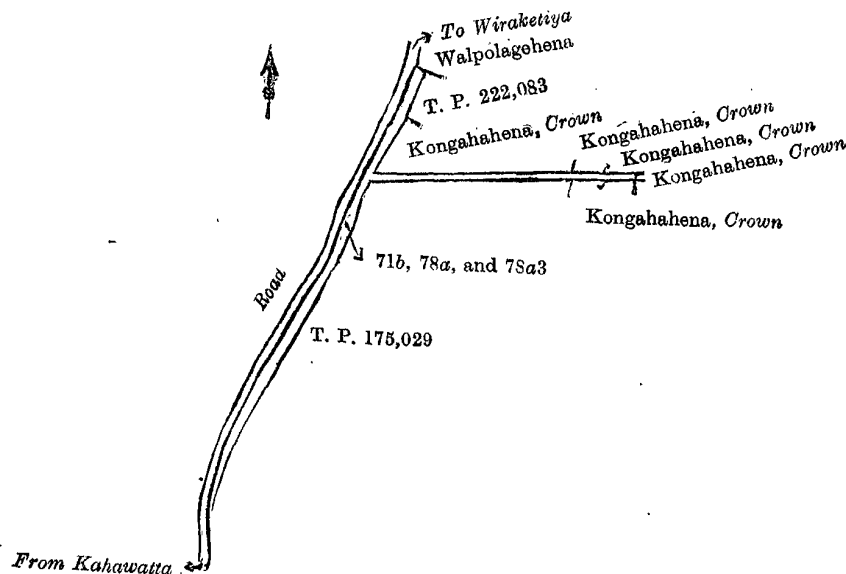 To Wiraketiya
Walpolagehena
T. P. 222,083
Kongahahena, Crown
Kongahahena, Crown
Kongahahena, Crown
Kongahahena, Crown
Kongahahena, Crown
71b, 78a, and 78a3
Road
T. P. 175,029
From Kahawatta